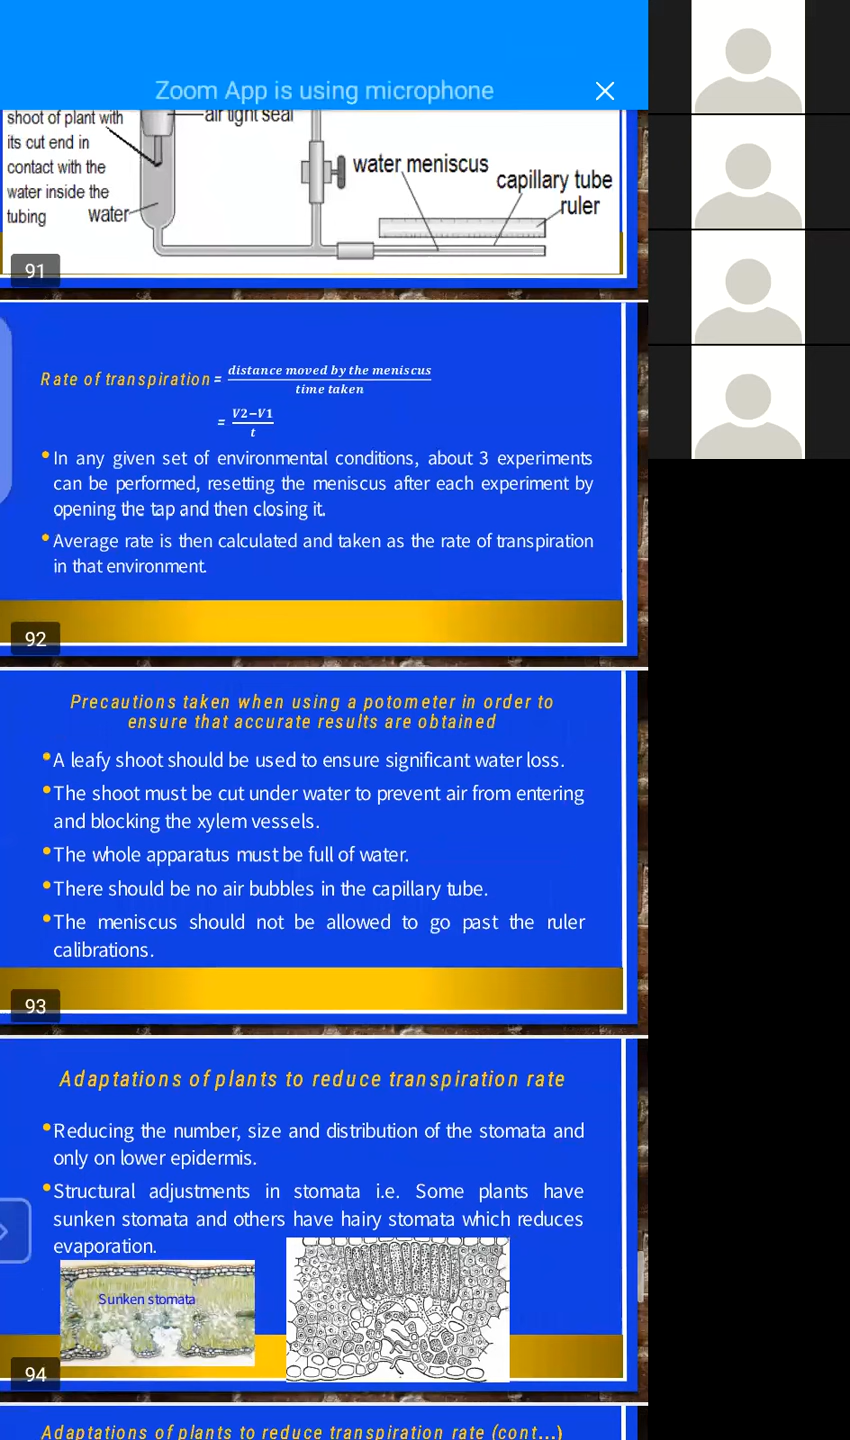 Zoom App is using microphone
shoot of plant with
its cut end in
contact with the
water inside the
tubing
air tight seal
water
water meniscus
capillary tube
ruler
91
Rate of transpiration = distance moved by the meniscus
time taken
= V2−V1
t
•In any given set of environmental conditions, about 3 experiments
can be performed, resetting the meniscus after each experiment by
opening the tap and then closing it.
•Average rate is then calculated and taken as the rate of transpiration
in that environment.
92
Precautions taken when using a potometer in order to
ensure that accurate results are obtained
•A leafy shoot should be used to ensure significant water loss.
•The shoot must be cut under water to prevent air from entering
and blocking the xylem vessels.
•The whole apparatus must be full of water.
•There should be no air bubbles in the capillary tube.
•The meniscus should not be allowed to go past the ruler
calibrations.
93
Adaptations of plants to reduce transpiration rate
•Reducing the number, size and distribution of the stomata and
only on lower epidermis.
•Structural adjustments in stomata i.e. Some plants have
sunken stomata and others have hairy stomata which reduces
evaporation.
Sunken stomata
94
Adaptations of plants to reduce transpiration rate (cont...)